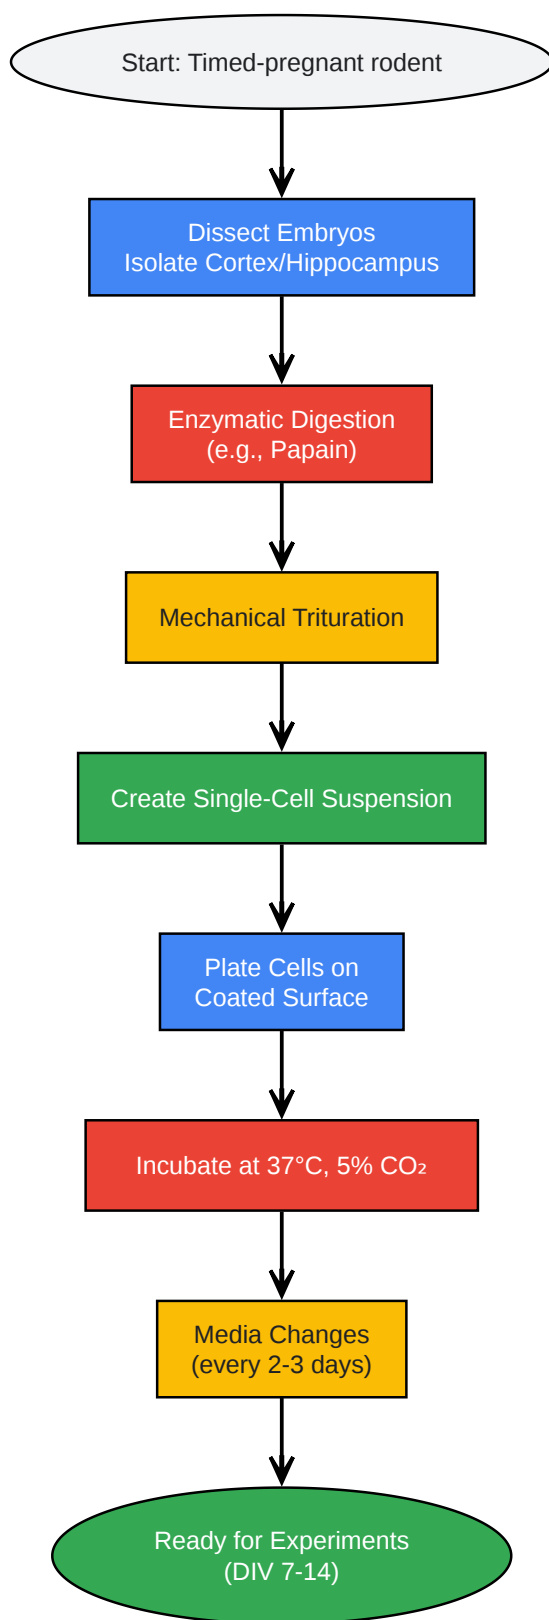 Start: Timed-pregnant rodent
Dissect Embryos
Isolate Cortex/Hippocampus
Enzymatic Digestion
(e.g., Papain)
Mechanical Trituration
Create Single-Cell Suspension
Plate Cells on
Coated Surface
Incubate at 37°C, 5% CO₂
Media Changes
(every 2-3 days)
Ready for Experiments
(DIV 7-14)